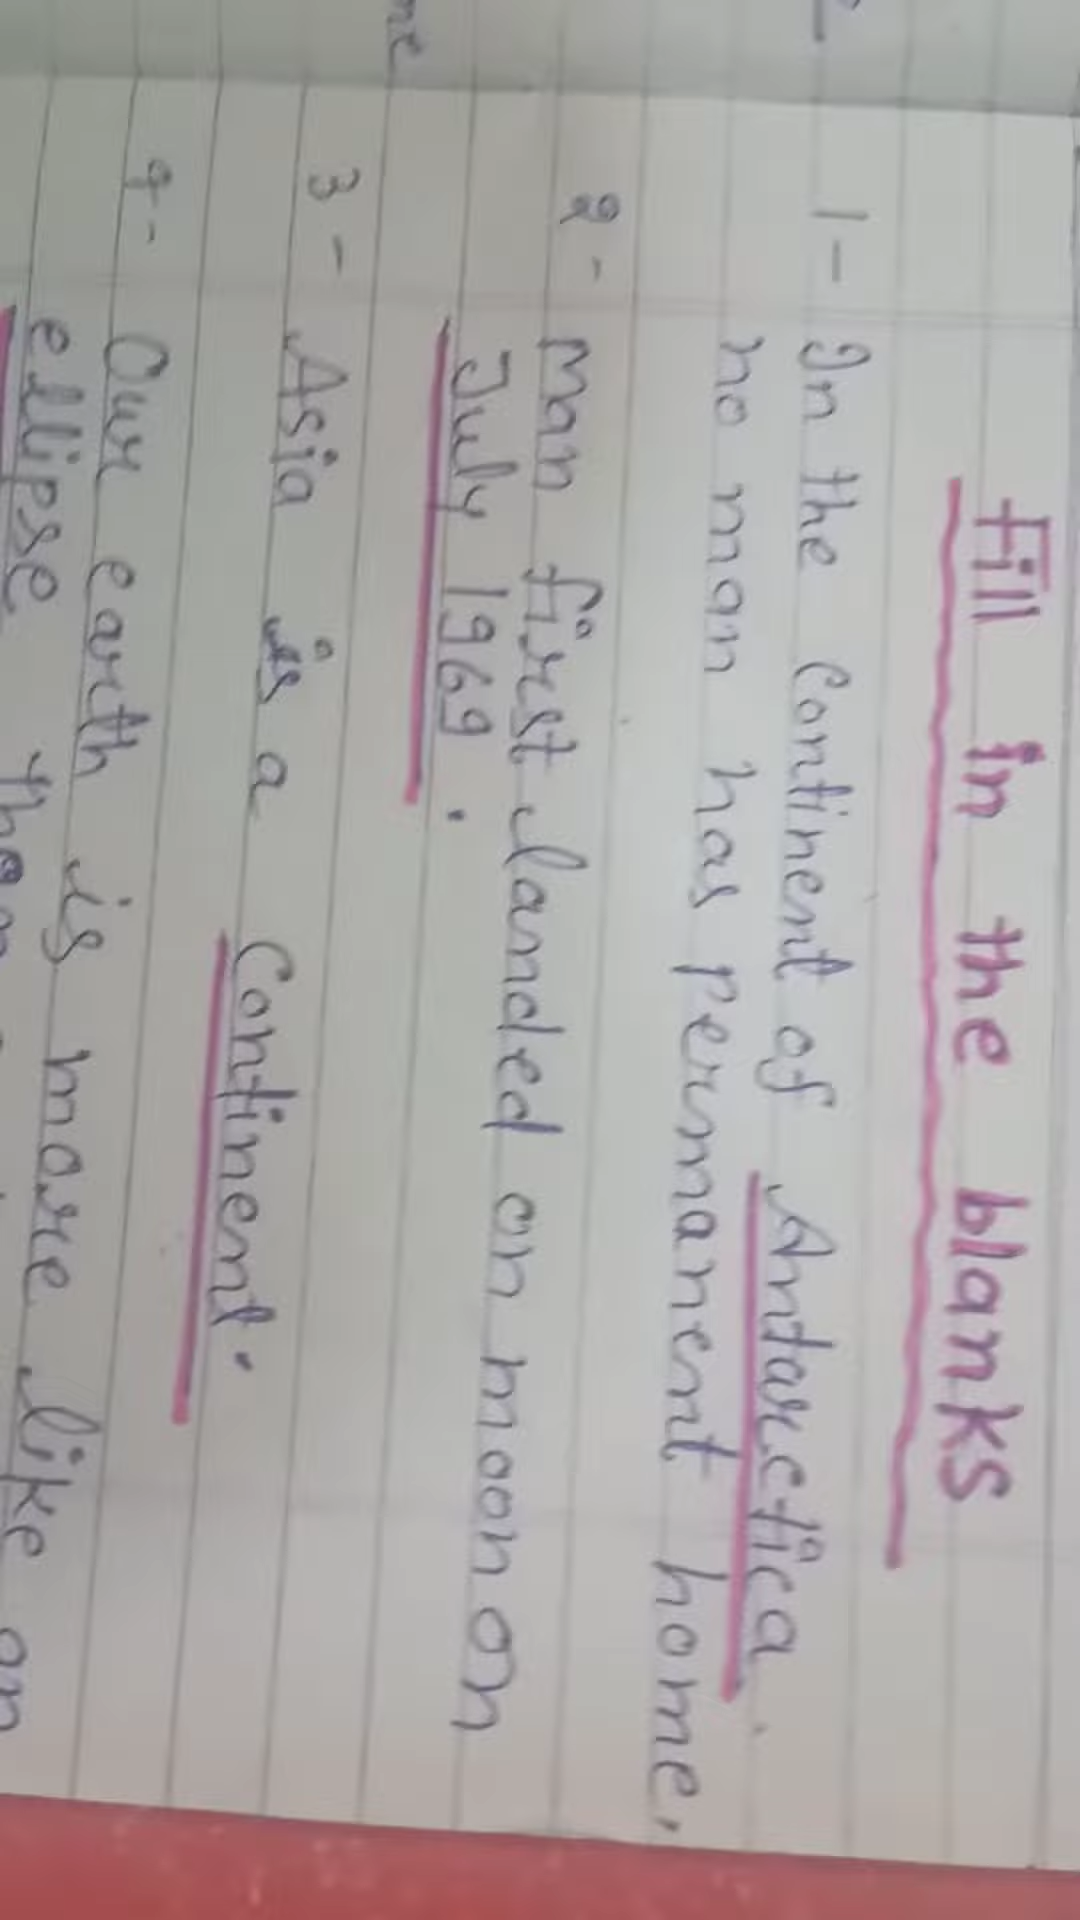 Fill in the blanks
1- In the Continent of Antarctica.
no man has permanent home,
2- Man first landed on moon on
July 1969.
3- Asia is a Continent.
4- Our earth is more like an
ellipse